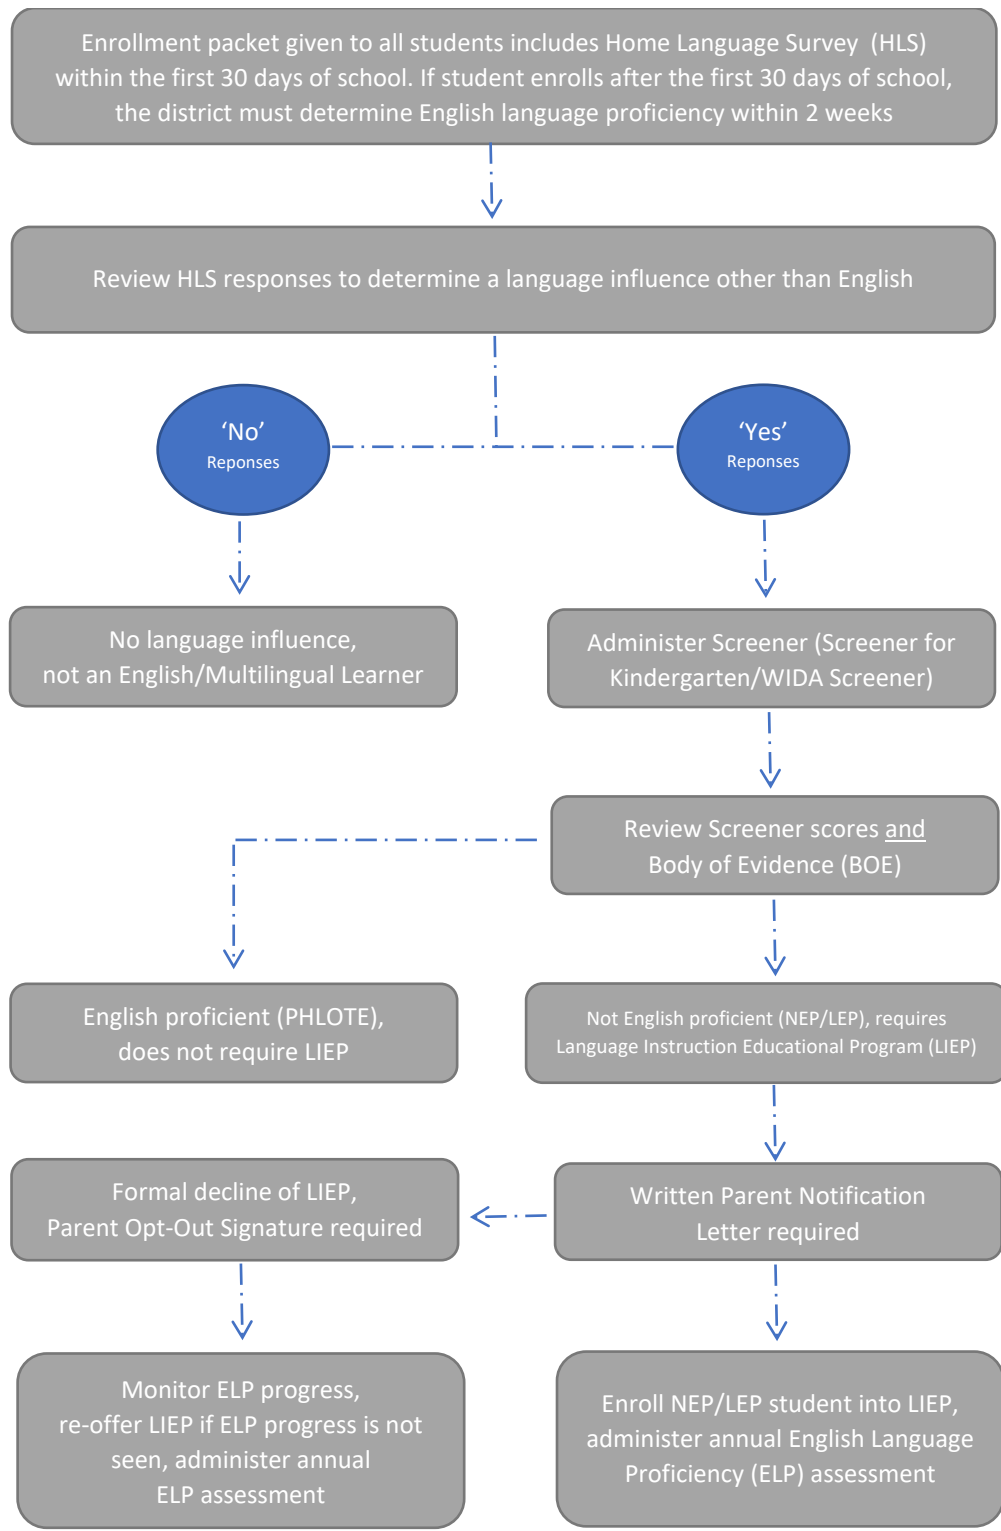 Enrollment packet given to all students includes Home Language Survey (HLS)
within the first 30 days of school. If student enrolls after the first 30 days of school,
the district must determine English language proficiency within 2 weeks
Review HLS responses to determine a language influence other than English
‘No’
Reponses
‘Yes’
Reponses
No language influence,
not an English/Multilingual Learner
Administer Screener (Screener for
Kindergarten/WIDA Screener)
Review Screener scores and
Body of Evidence (BOE)
English proficient (PHLOTE),
does not require LIEP
Not English proficient (NEP/LEP), requires
Language Instruction Educational Program (LIEP)
Formal decline of LIEP,
Parent Opt-Out Signature required
Written Parent Notification
Letter required
Monitor ELP progress,
re-offer LIEP if ELP progress is not
seen, administer annual
ELP assessment
Enroll NEP/LEP student into LIEP,
administer annual English Language
Proficiency (ELP) assessment